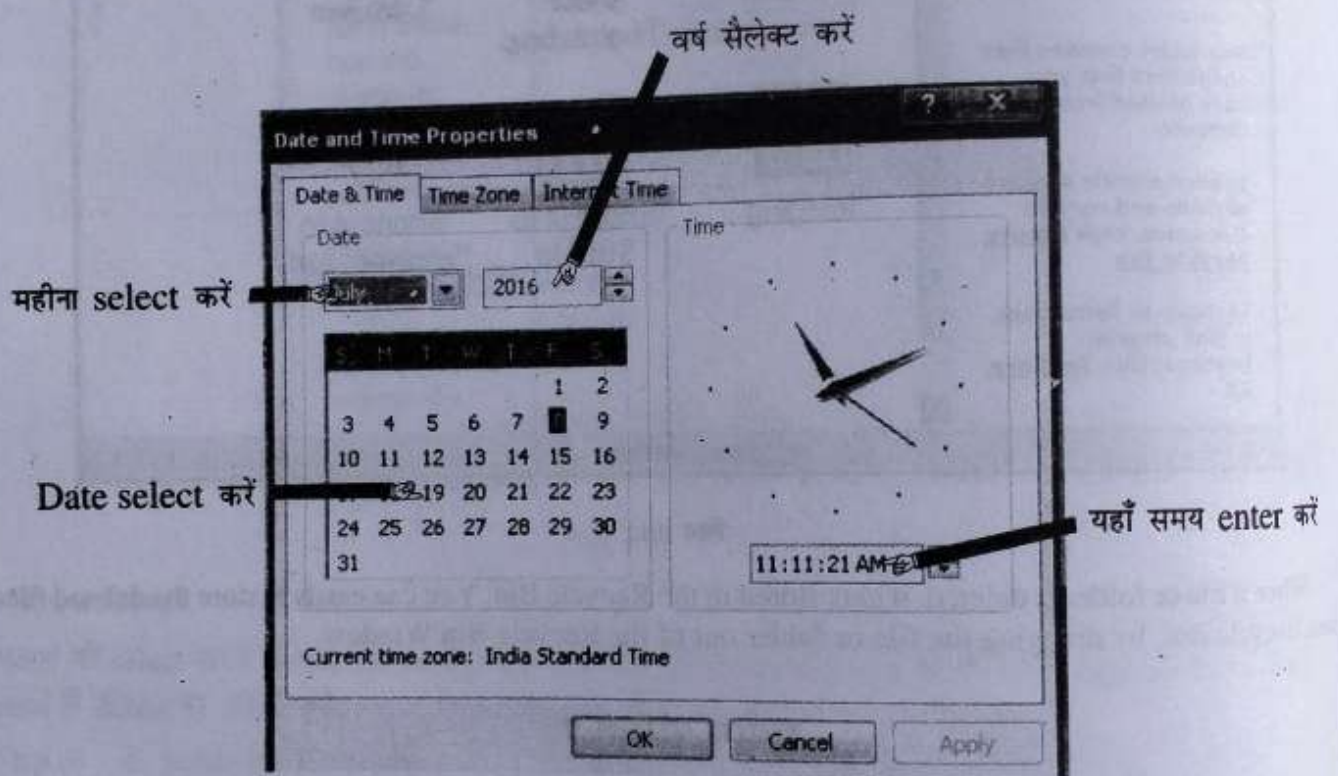 वर्ष सैलेक्ट करें
Date and Time Properties
? X
Date & Time Time Zone Internet Time
Date
Time
महीना select करें
July
2016
S M T W T F S
1 2
3 4 5 6 7 8 9
10 11 12 13 14 15 16
Date select करें
19 20 21 22 23
24 25 26 27 28 29 30
31
यहाँ समय enter करें
11:11:21 AM
Current time zone: India Standard Time
OK Cancel Apply